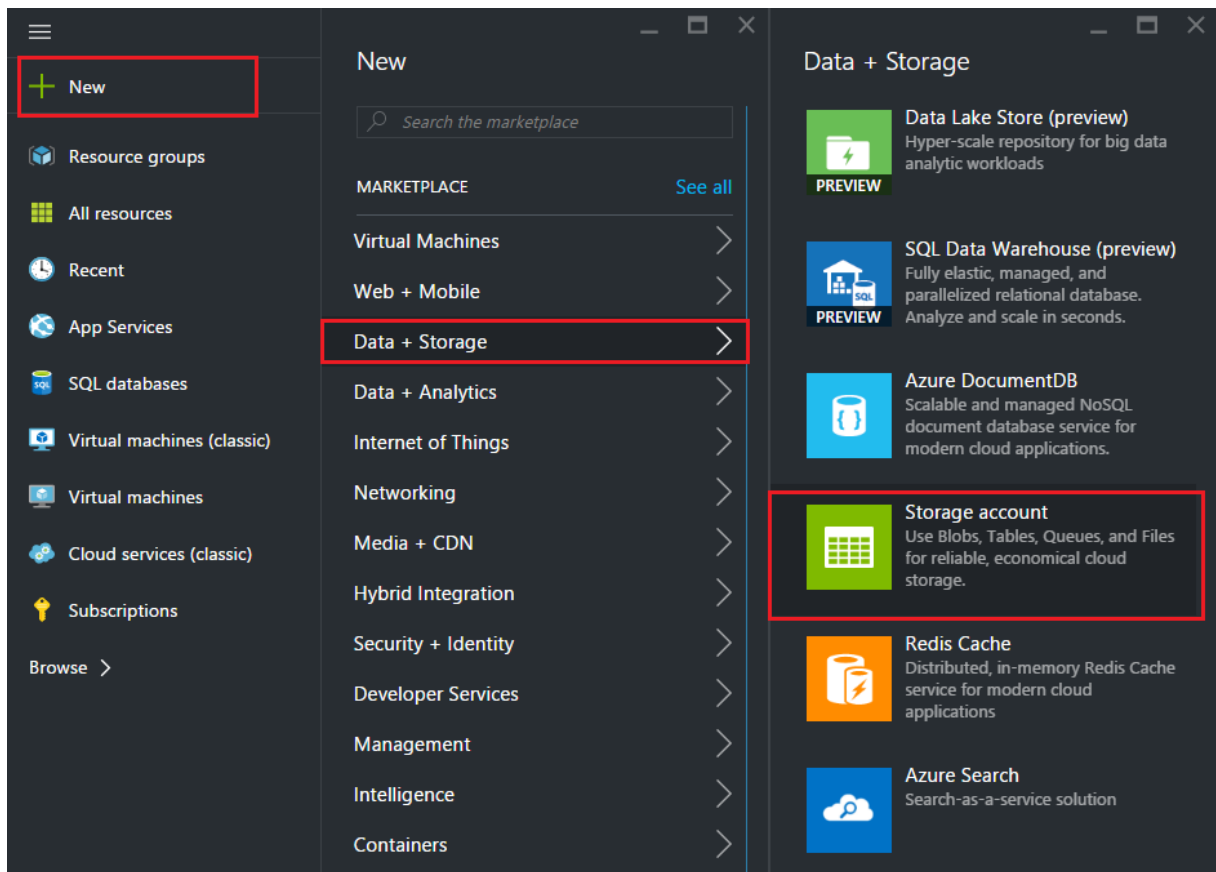 New
Resource groups
All resources
Recent
App Services
SQL databases
Virtual machines (classic)
Virtual machines
Cloud services (classic)
Subscriptions
Browse
New
Search the marketplace
MARKETPLACE
See all
Virtual Machines
Web + Mobile
Data + Storage
Data + Analytics
Internet of Things
Networking
Media + CDN
Hybrid Integration
Security + Identity
Developer Services
Management
Intelligence
Containers
Data + Storage
PREVIEW
Data Lake Store (preview)
Hyper-scale repository for big data
analytic workloads
SQL
PREVIEW
SQL Data Warehouse (preview)
Fully elastic, managed, and
parallelized relational database.
Analyze and scale in seconds.
Azure DocumentDB
Scalable and managed NoSQL
document database service for
modern cloud applications.
Storage account
Use Blobs, Tables, Queues, and Files
for reliable, economical cloud
storage.
Redis Cache
Distributed, in-memory Redis Cache
service for modern cloud
applications
Azure Search
Search-as-a-service solution